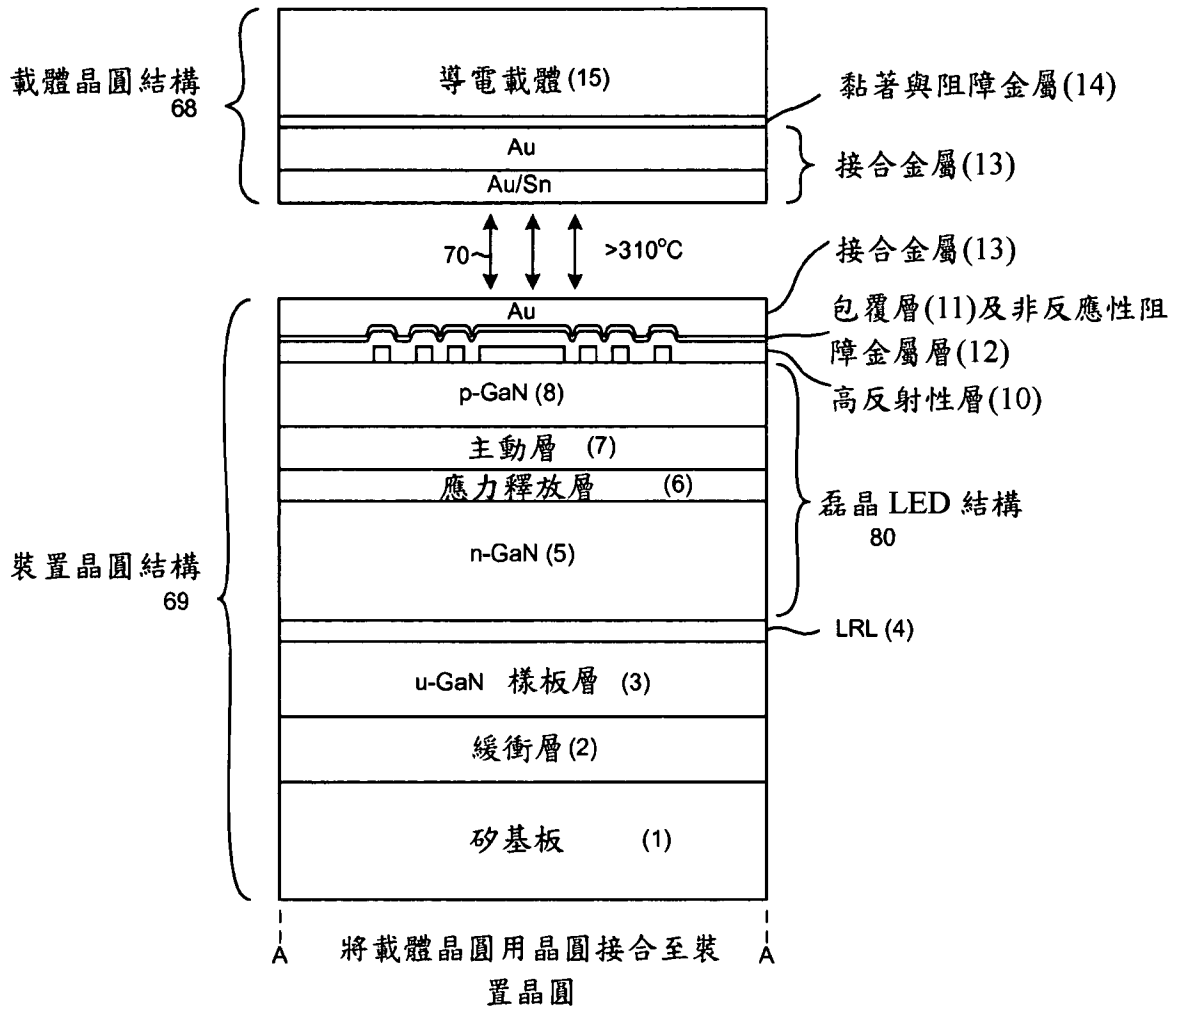 載體晶圓結構
68
導電載體(15)
黏著與阻障金屬(14)
Au
接合金屬(13)
Au/Sn
70
>310°C
接合金屬(13)
Au
包覆層(11)及非反應性阻
障金屬層(12)
高反射性層(10)
p-GaN (8)
主動層 (7)
應力釋放層 (6)
磊晶 LED 結構
80
n-GaN (5)
裝置晶圓結構
69
LRL (4)
u-GaN 樣板層 (3)
緩衝層(2)
矽基板 (1)
A
A
將載體晶圓用晶圓接合至裝
置晶圓